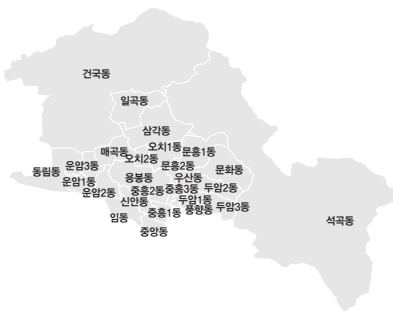 건국동
일곡동
삼각동
오치1동
매곡동
문흥1동
오치2동
운암3동
문흥2동
동림동
문화동
용봉동
우산동
운암1동
중흥2동
중흥3동
두암2동
운암2동
신안동
두암1동
풍향동
두암3동
임동
중흥1동
석곡동
중앙동